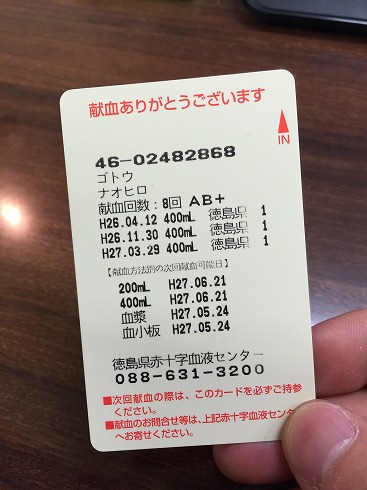 献血ありがとうございます
IN
46-02482868
ゴトウ
ナオヒロ
献血回数:8回 AB+
H26.04.12 400mL 徳島県 1
H26.11.30 400mL 徳島県 1
H27.03.29 400mL 徳島県 1
【献血方法別の次回献血可能日】
200mL H27.06.21
400mL H27.06.21
血漿 H27.05.24
血小板 H27.05.24
徳島県赤十字血液センター
088-631-3200
■次回献血の際は、このカードを必ずご持参
ください。
■献血のお問合せ等は、上記赤十字血液センタ
へお寄せください。